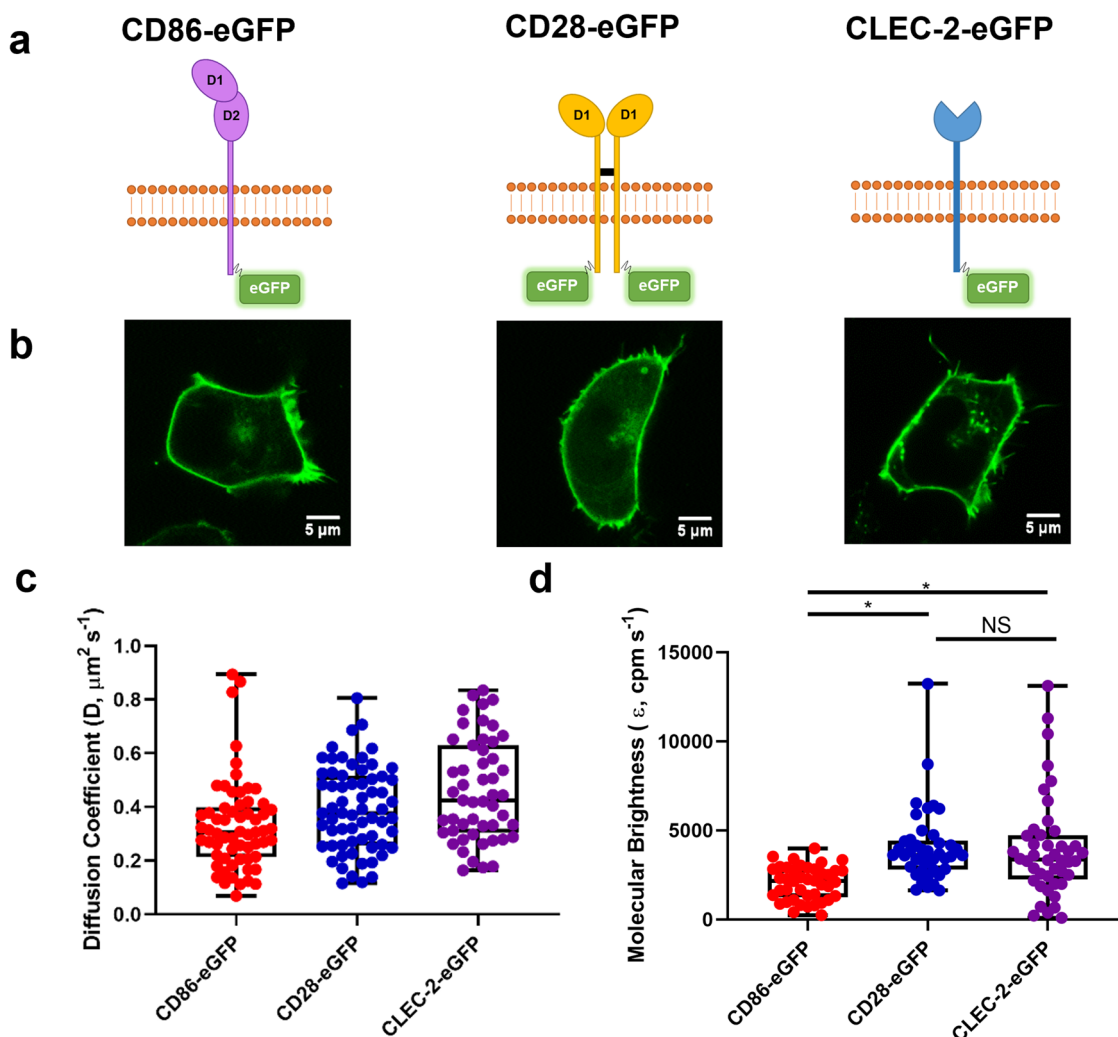 a
CD86-eGFP
CD28-eGFP
CLEC-2-eGFP
D1
D2
eGFP
D1
D1
eGFP
eGFP
eGFP
b
5 µm
5 µm
5 µm
c
Diffusion Coefficient (D, µm² s⁻¹)
1.0
0.8
0.6
0.4
0.2
0.0
CD86-eGFP
CD28-eGFP
CLEC-2-eGFP
d
*
*
NS
Molecular Brightness ( ε, cpm s)
15000
10000
5000
0
CD86-eGFP
CD28-eGFP
CLEC-2-eGFP